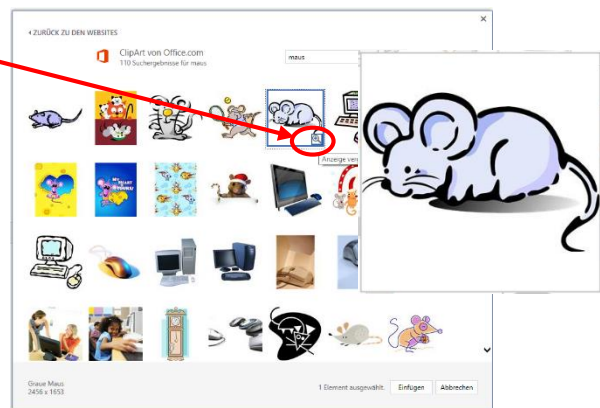 ZURÜCK ZU DEN WEBSITES
ClipArt von Office.com
110 Suchergebnisse für maus
maus
Anzeige
Graue Maus
2456 x 1653
1 Element ausgewählt.
Einfügen
Abbrechen